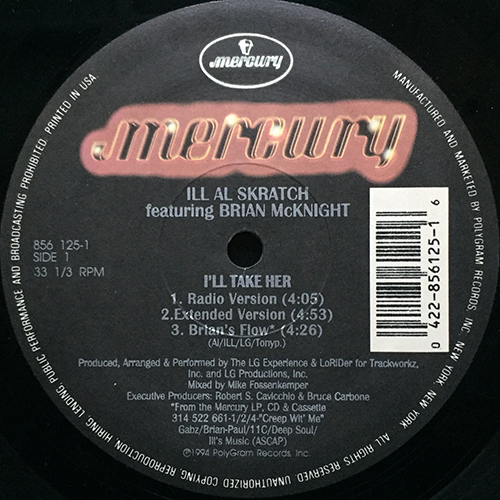 mercury
mercury
ILL AL SKRATCH
featuring BRIAN McKNIGHT
856 125-1
SIDE 1
33 1/3 RPM
I'LL TAKE HER
1. Radio Version (4:05)
2.Extended Version (4:53)
3. Brian's Flow* (4:26)
(Al/ILL/LG/Tonyp.)
0 422-856125-1 6
Produced, Arranged & Performed by The LG Experience & LoRIDer for Trackworkz,
Inc. and LG Productions, Inc.
Mixed by Mike Fossenkemper
Executive Producers: Robert S. Cavicchio & Bruce Carbone
*From the Mercury LP, CD & Cassette
314 522 661-1/2/4-"Creep Wit' Me"
Gabz/Brian-Paul/11C/Deep Soul/
Ill's Music (ASCAP)
©1994 PolyGram Records, Inc.
MANUFACTURED AND MARKETED BY POLYGRAM RECORDS, INC. NEW YORK, NEW YORK. ALL RIGHTS RESERVED. UNAUTHORIZED COPYING, REPRODUCTION, HIRING, LENDING, PUBLIC PERFORMANCE AND BROADCASTING PROHIBITED. PRINTED IN USA.